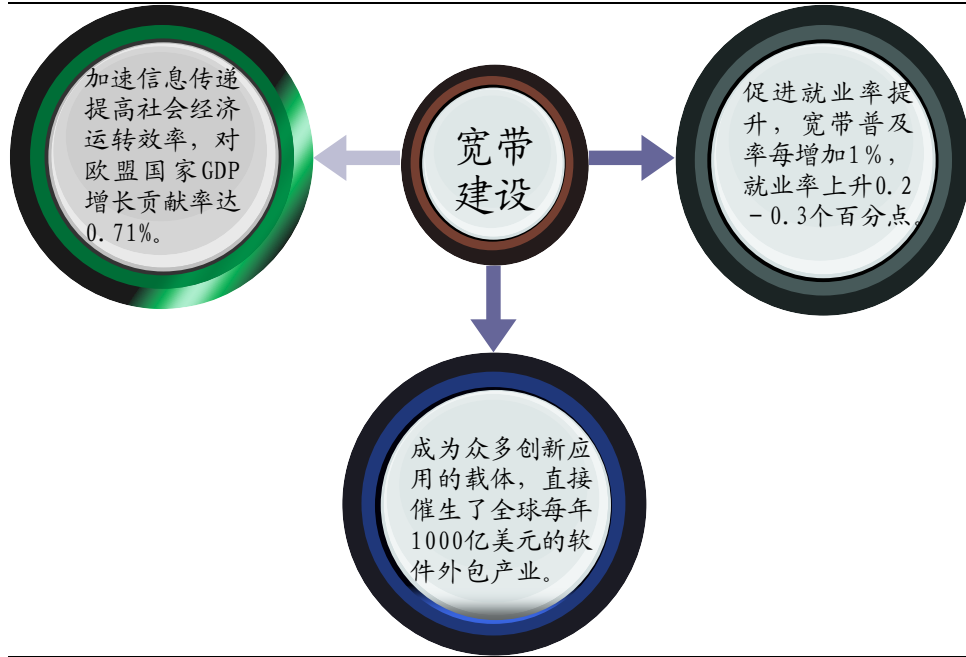 加速信息传递
提高社会经济
运转效率，对
欧盟国家GDP
增长贡献率达
0.71%。
宽带
建设
促进就业率提
升，宽带普及
率每增加1%，
就业率上升0.2
－0.3个百分点。
成为众多创新应
用的载体，直接
催生了全球每年
1000亿美元的软
件外包产业。